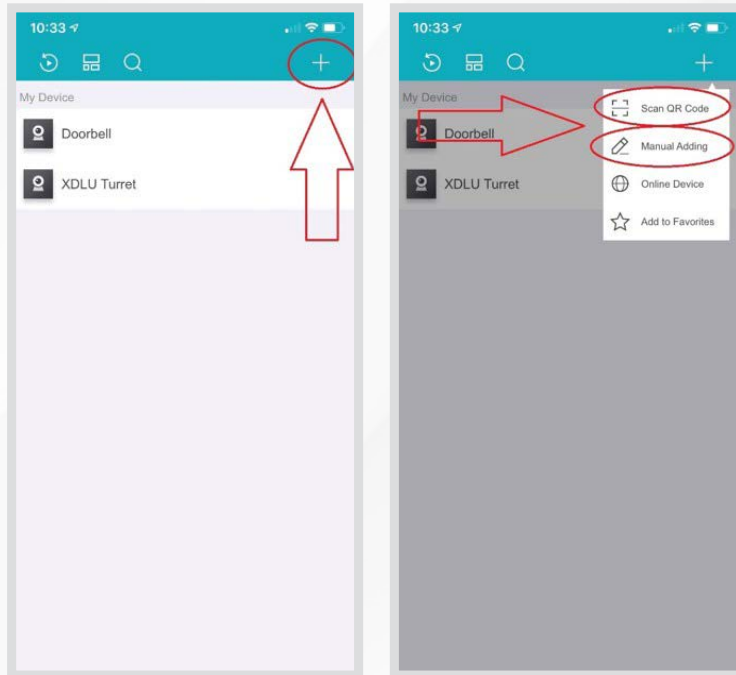 10:33
My Device
Doorbell
XDLU Turret
10:33
My Device
Doorbell
XDLU Turret
Scan QR Code
Manual Adding
Online Device
Add to Favorites